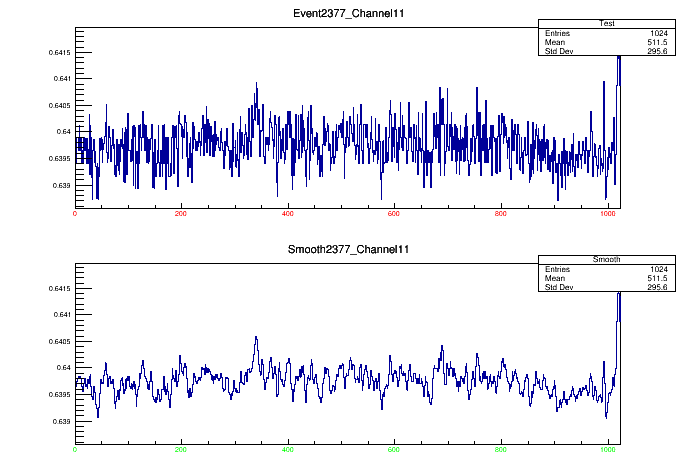 Event2377_Channel11
Test
Entries 1024
Mean 511.5
Std Dev 295.6
0.6415
0.641
0.6405
0.64
0.6395
0.639
0 200 400 600 800 1000
Smooth2377_Channel11
Smooth
Entries 1024
Mean 511.5
Std Dev 295.6
0.6415
0.641
0.6405
0.64
0.6395
0.639
0 200 400 600 800 1000